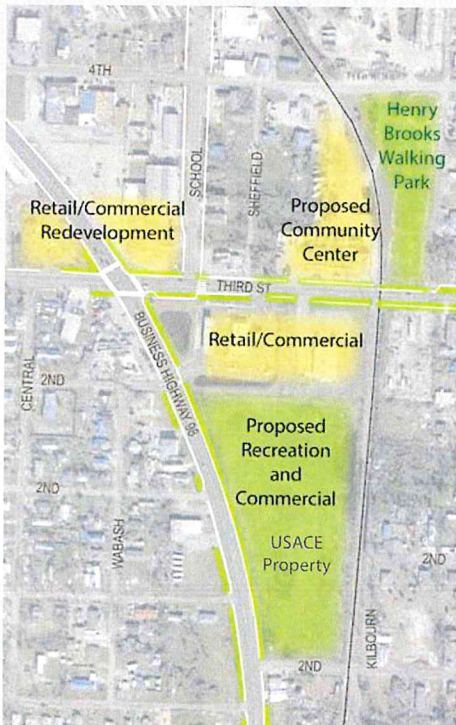 4TH
Henry
Brooks
Walking
Park
SCHOOL
SHEFFIELD
Retail/Commercial
Redevelopment
Proposed
Community
Center
THIRD ST
BUSINESS HIGHWAY 98
Retail/Commercial
CENTRAL
2ND
Proposed
Recreation
and
Commercial
2ND
USACE
Property
WABASH
2ND
KILBOURN
2ND